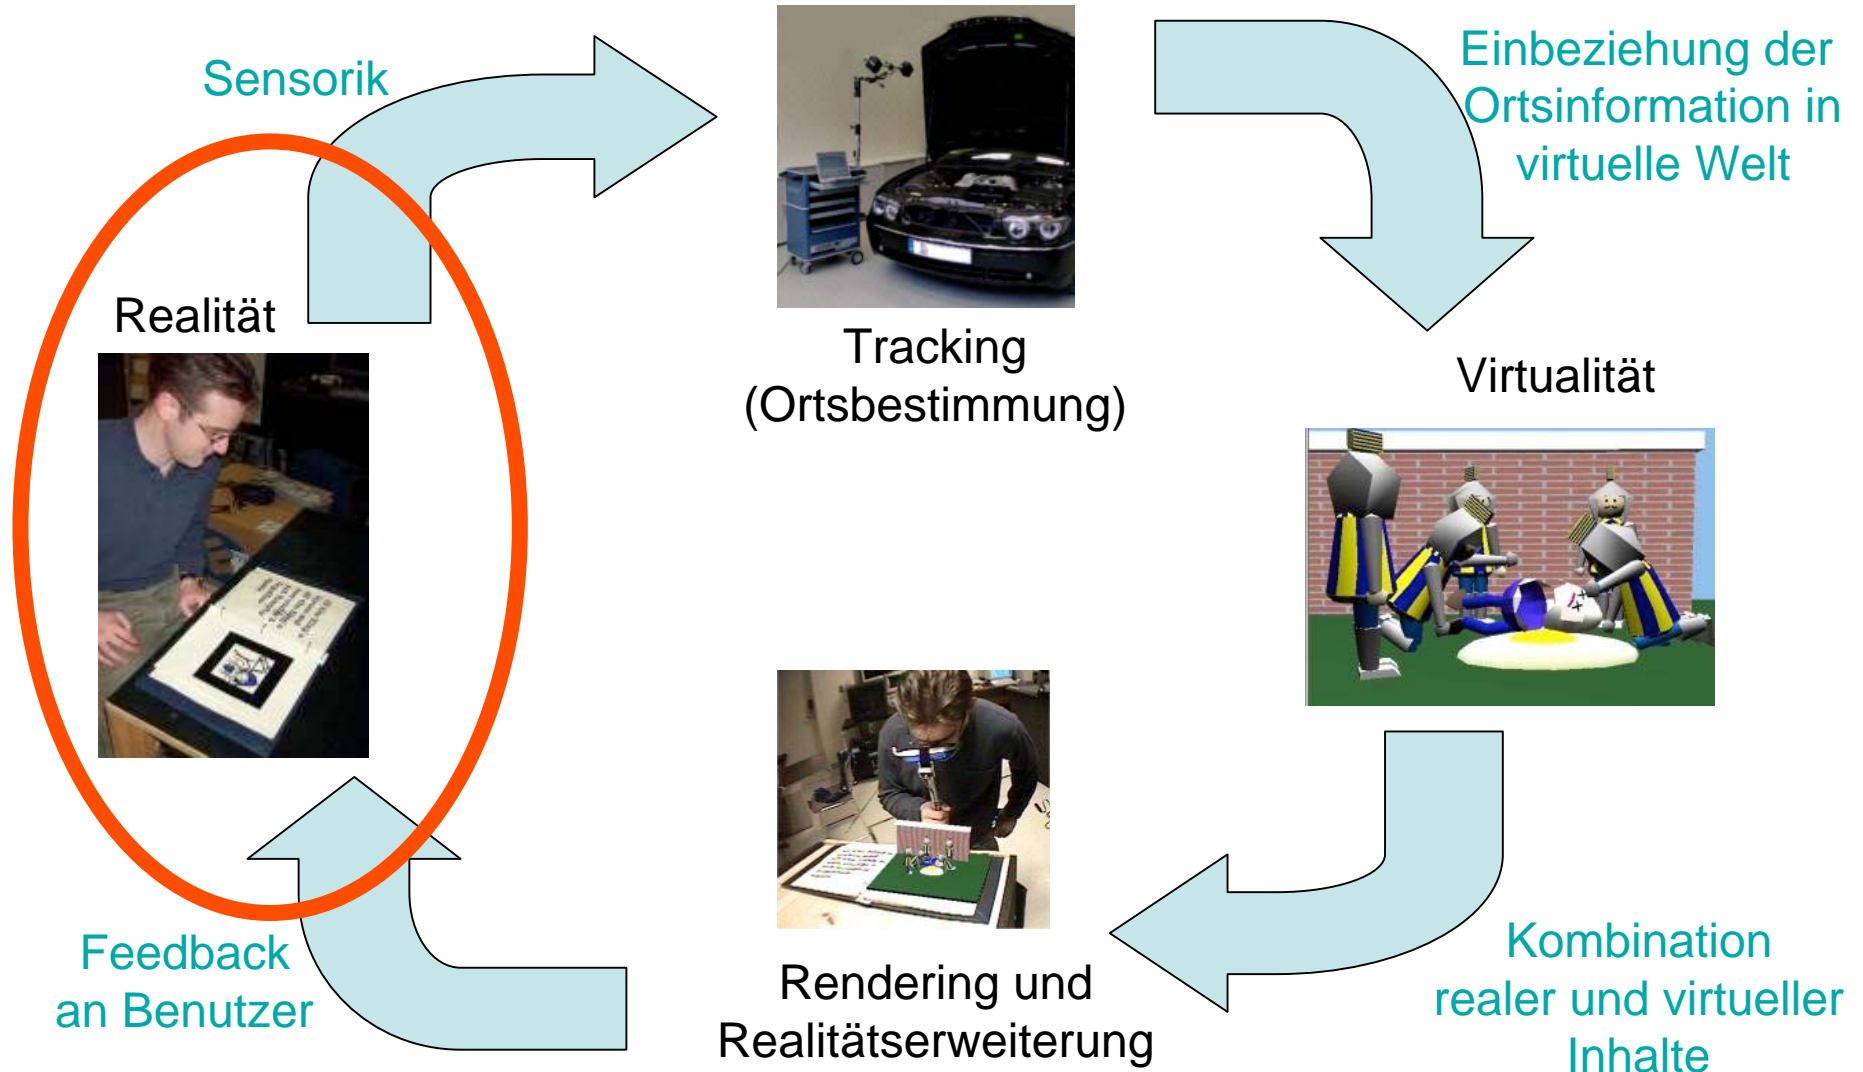 Sensorik
Einbeziehung der
Ortsinformation in
virtuelle Welt
Realität
Tracking
(Ortsbestimmung)
Virtualität
Feedback
an Benutzer
Rendering und
Realitätserweiterung
Kombination
realer und virtueller
Inhalte